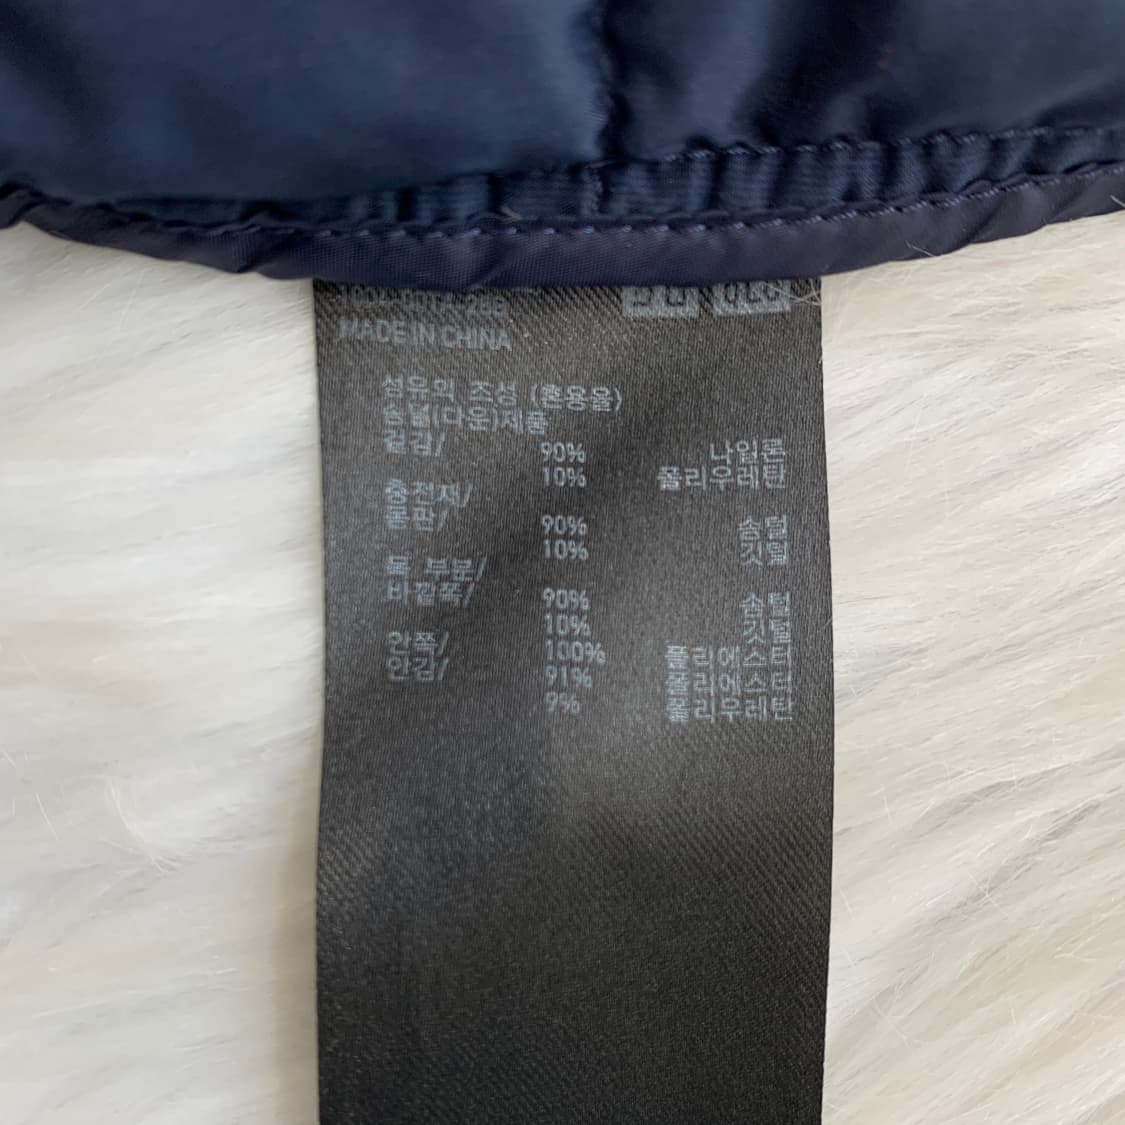 MADE IN CHINA
섬유의 조성 (혼용율)
솜털(다운)제품
겉감/ 90% 나일론
10% 폴리우레탄
충전재/
몸판/ 90% 솜털
10% 깃털
목 부분/
바깥쪽/ 90% 솜털
10% 깃털
안쪽/ 100% 폴리에스터
안감/ 91% 폴리에스터
9% 폴리우레탄